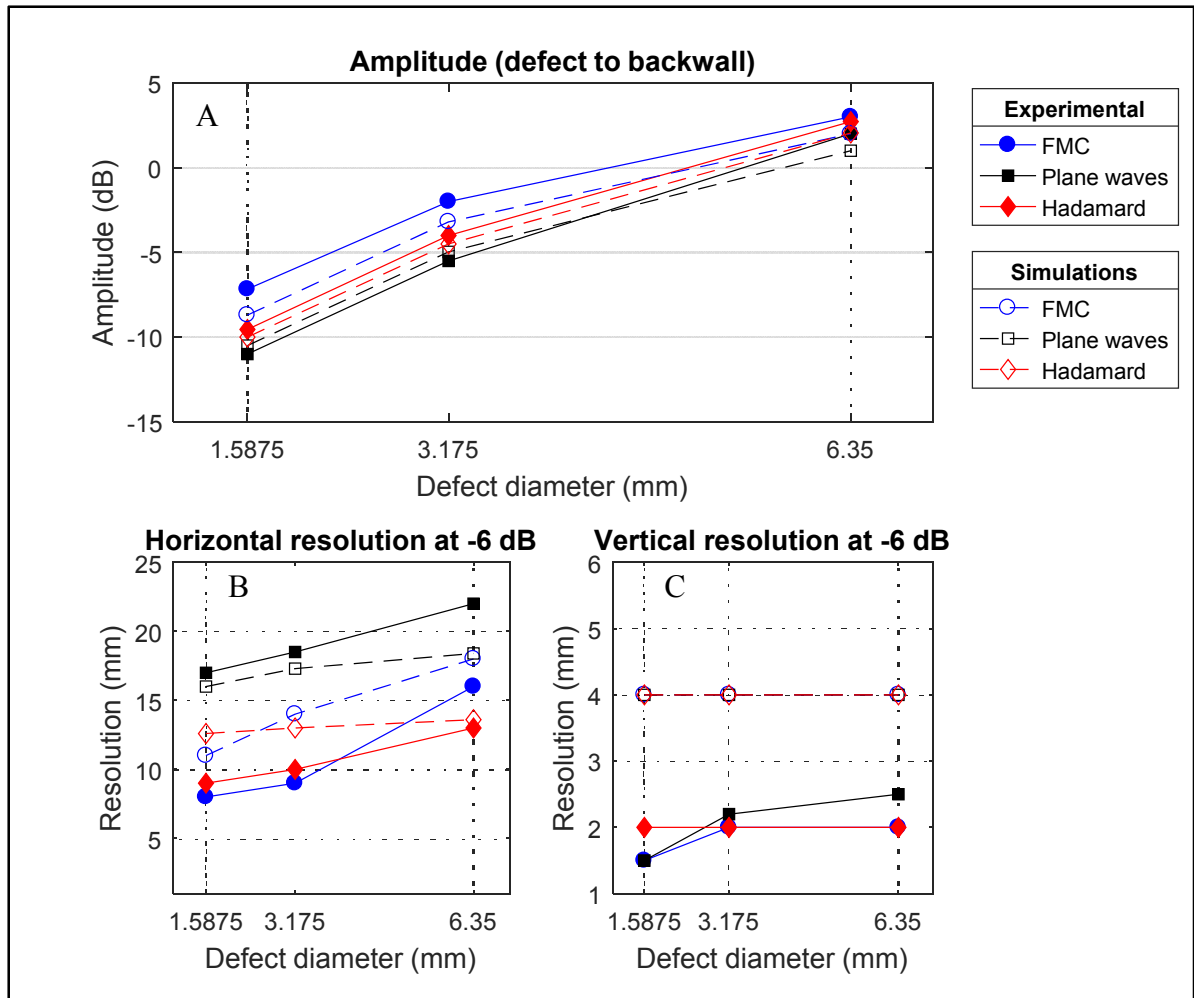 Amplitude (defect to backwall)
A
5
0
-5
-10
-15
Amplitude (dB)
1.5875
3.175
6.35
Defect diameter (mm)
Experimental
FMC
Plane waves
Hadamard
Simulations
FMC
Plane waves
Hadamard
Horizontal resolution at -6 dB
B
25
20
15
10
5
Resolution (mm)
1.5875
3.175
6.35
Defect diameter (mm)
Vertical resolution at -6 dB
C
6
5
4
3
2
1
Resolution (mm)
1.5875
3.175
6.35
Defect diameter (mm)